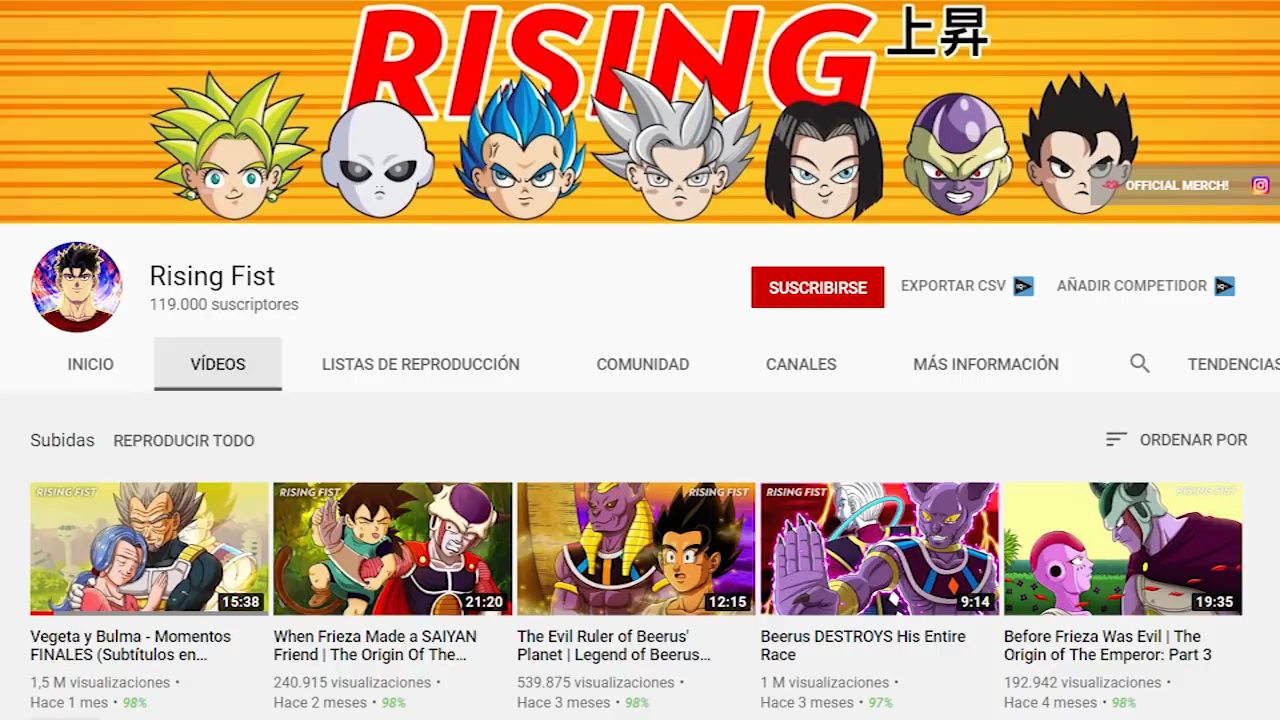 RISING 上昇
OFFICIAL MERCH!
Rising Fist
119.000 suscriptores
SUSCRIBIRSE
EXPORTAR CSV
AÑADIR COMPETIDOR
INICIO
VÍDEOS
LISTAS DE REPRODUCCIÓN
COMUNIDAD
CANALES
MÁS INFORMACIÓN
TENDENCIAS
Subidas
REPRODUCIR TODO
ORDENAR POR
RISING FIST
15:38
Vegeta y Bulma - Momentos
FINALES (Subtítulos en...
1,5 M visualizaciones •
Hace 1 mes • 98%
RISING FIST
21:20
When Frieza Made a SAIYAN
Friend | The Origin Of The...
240.915 visualizaciones •
Hace 2 meses • 98%
RISING FIST
12:15
The Evil Ruler of Beerus'
Planet | Legend of Beerus...
539.875 visualizaciones •
Hace 3 meses • 98%
RISING FIST
9:14
Beerus DESTROYS His Entire
Race
1 M visualizaciones •
Hace 3 meses • 97%
RISING FIST
19:35
Before Frieza Was Evil | The
Origin of The Emperor: Part 3
192.942 visualizaciones •
Hace 4 meses • 98%